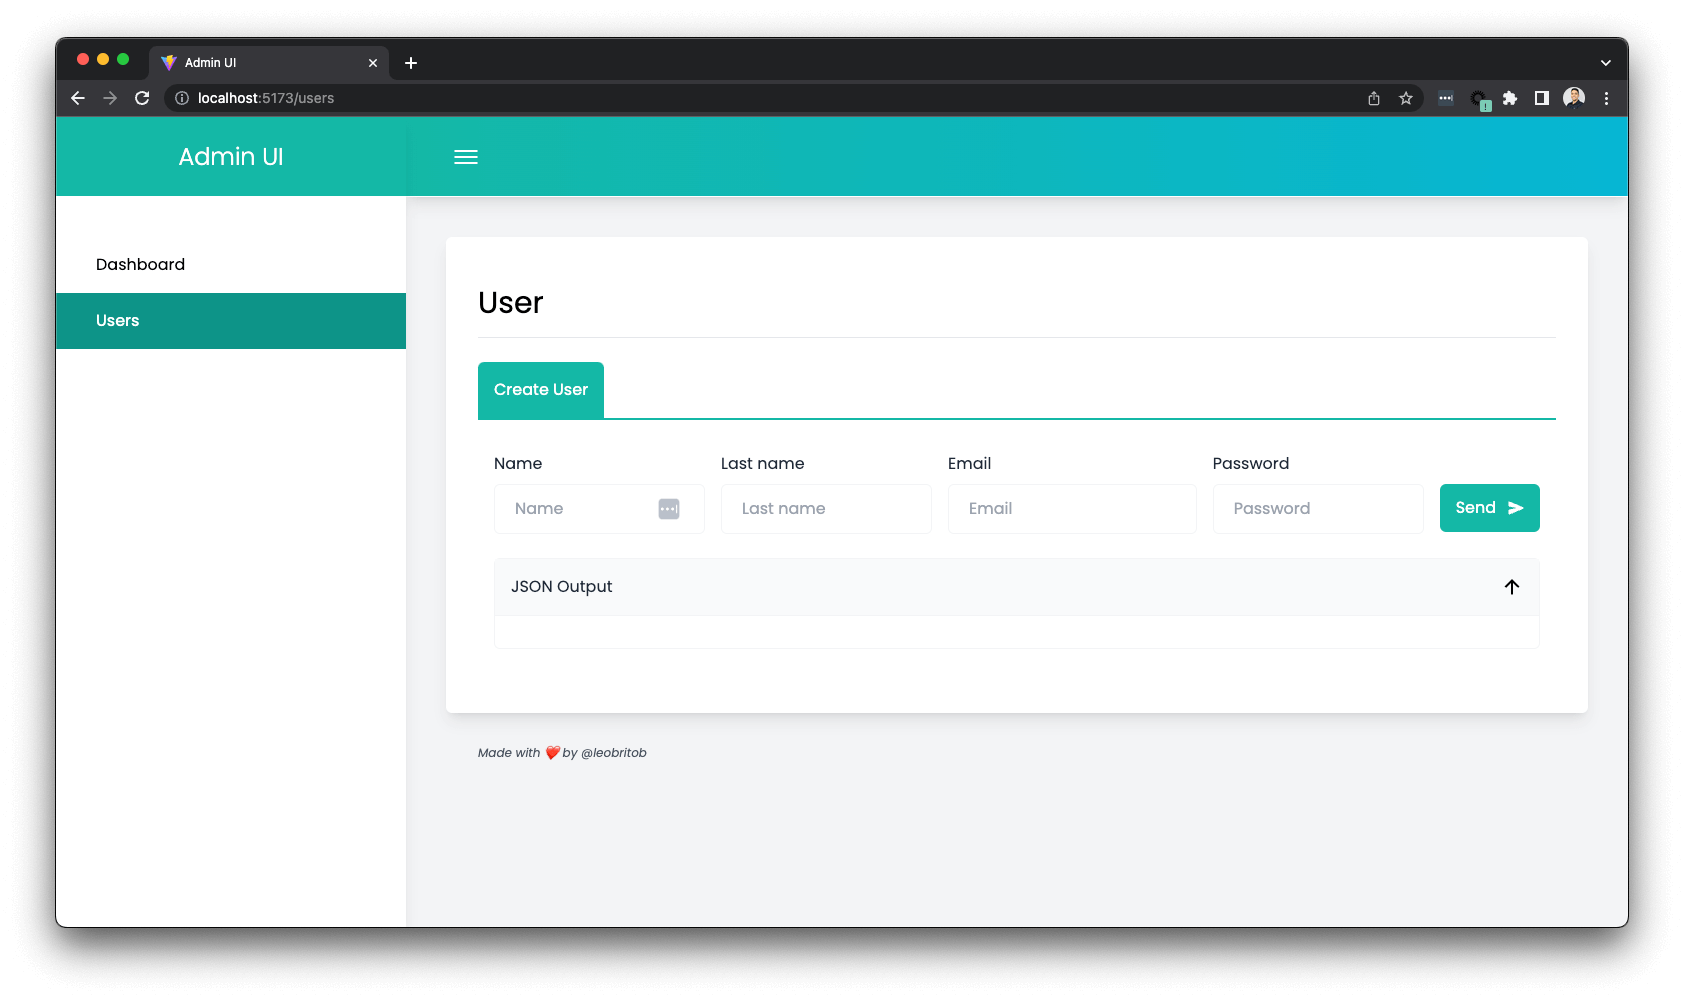 Admin UI
localhost:5173/users
Admin UI
Dashboard
Users
User
Create User
Name Last name Email Password
Name Last name Email Password Send
JSON Output
Made with ❤️ by @leobritob